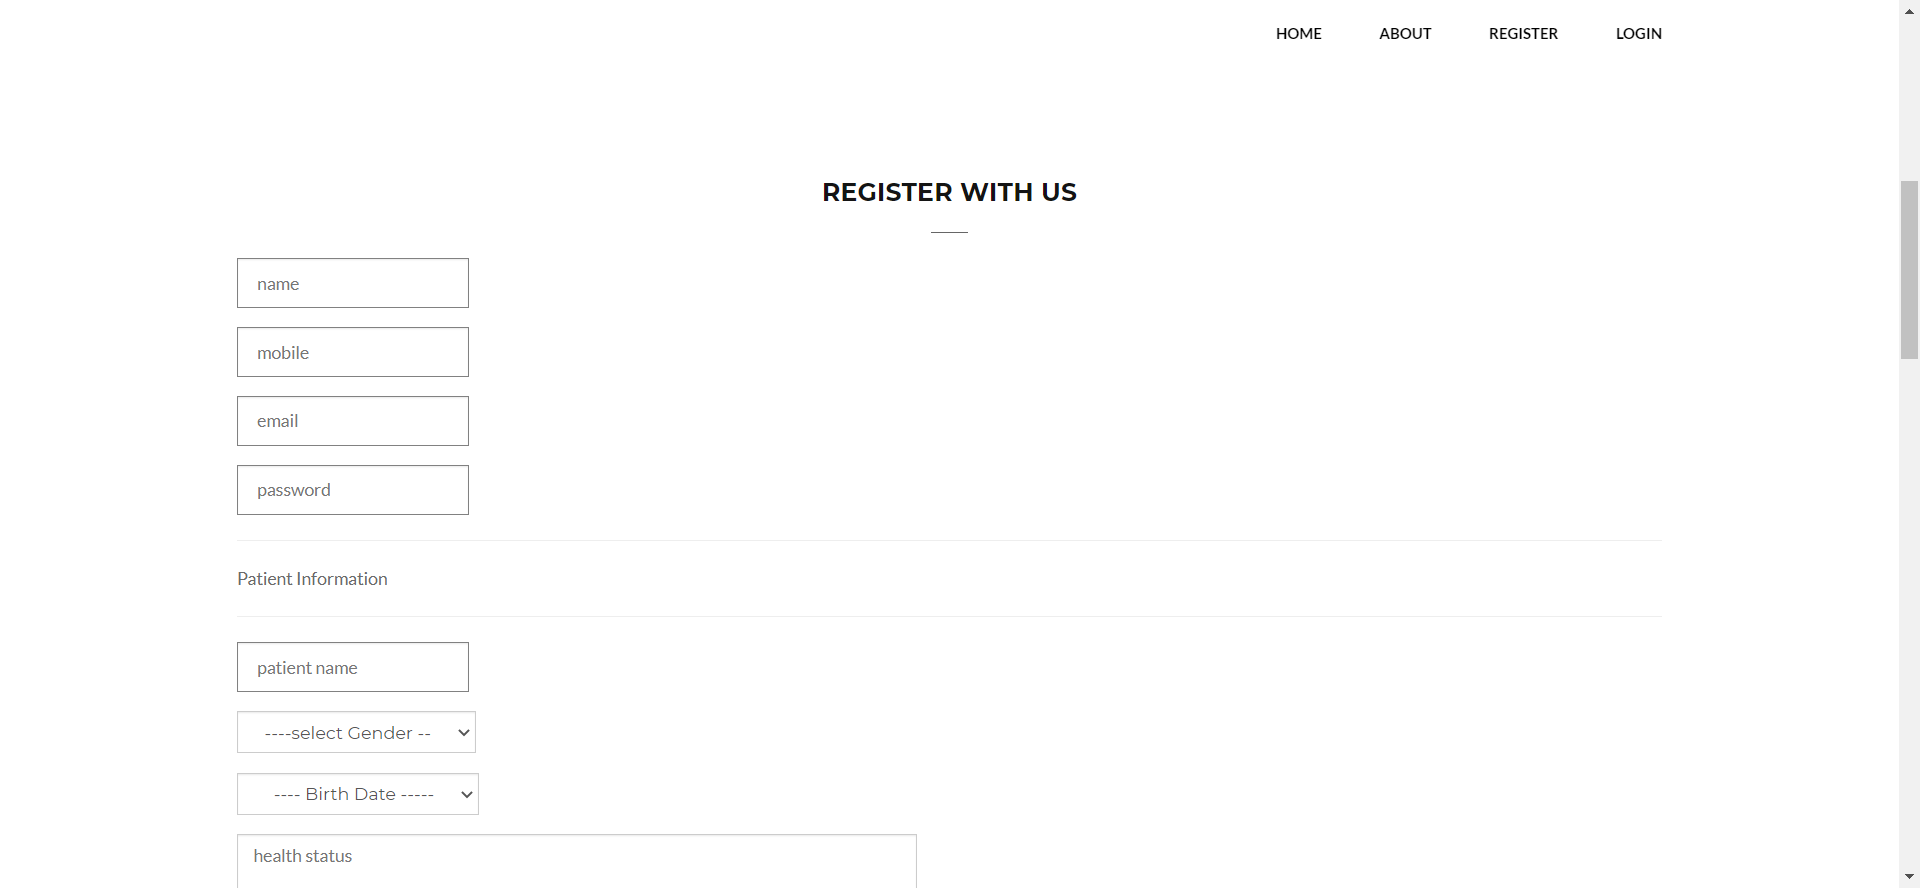 HOME ABOUT REGISTER LOGIN
REGISTER WITH US
name
mobile
email
password
Patient Information
patient name
----select Gender --
---- Birth Date -----
health status